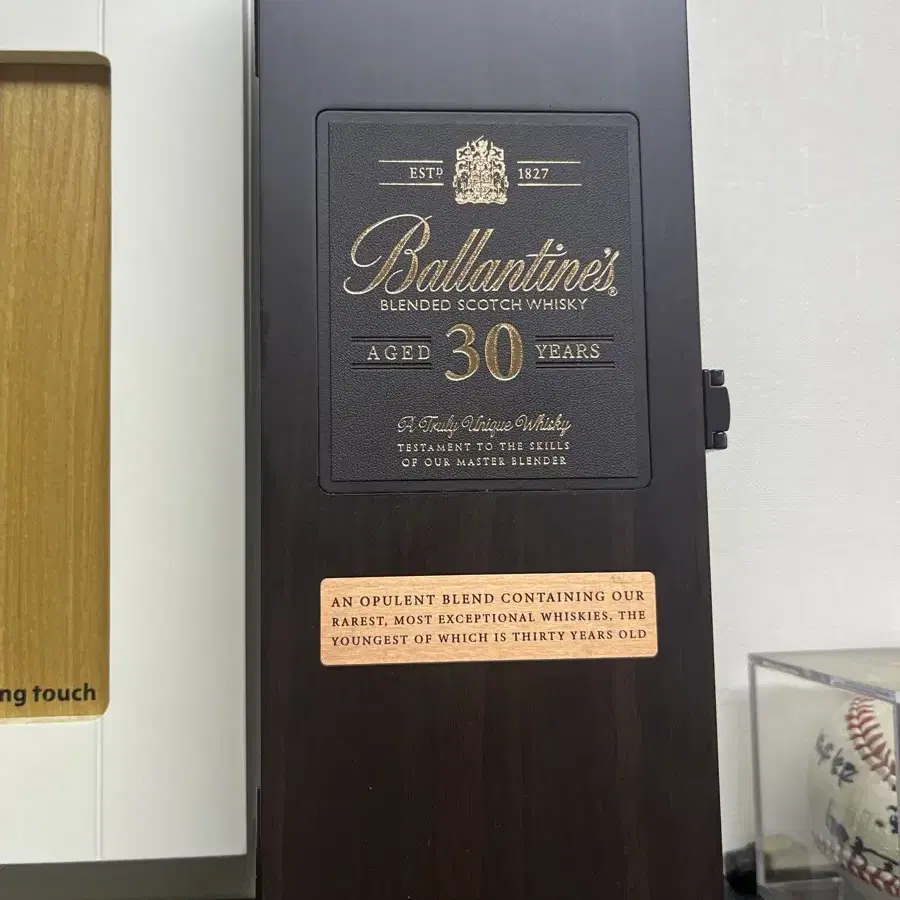 ESTD 1827
Ballantine's®
BLENDED SCOTCH WHISKY
AGED 30 YEARS
A Truly Unique Whisky
TESTAMENT TO THE SKILLS
OF OUR MASTER BLENDER
AN OPULENT BLEND CONTAINING OUR
RAREST, MOST EXCEPTIONAL WHISKIES, THE
YOUNGEST OF WHICH IS THIRTY YEARS OLD
ng touch